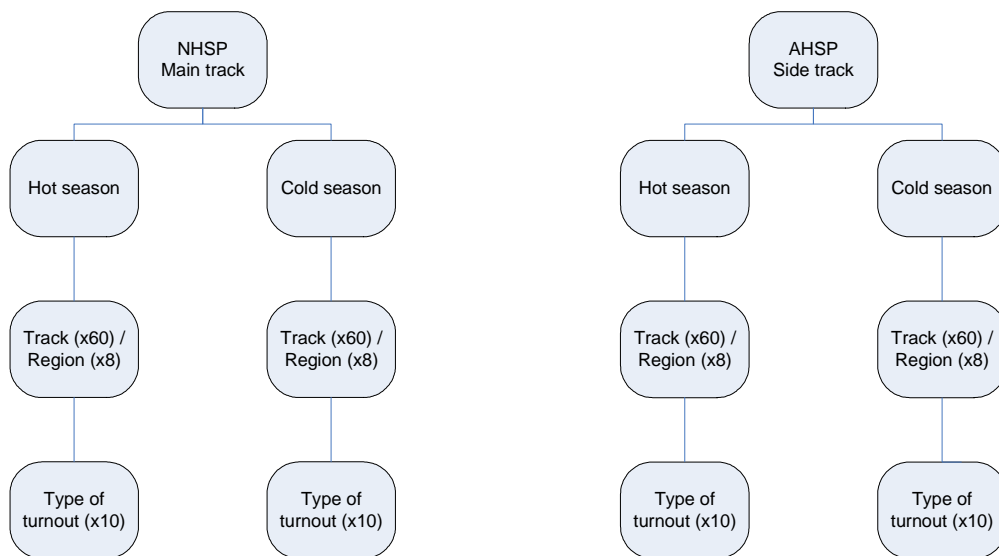 NHSP
Main track
AHSP
Side track
Hot season
Cold season
Hot season
Cold season
Track (x60) /
Region (x8)
Track (x60) /
Region (x8)
Track (x60) /
Region (x8)
Track (x60) /
Region (x8)
Type of
turnout (x10)
Type of
turnout (x10)
Type of
turnout (x10)
Type of
turnout (x10)